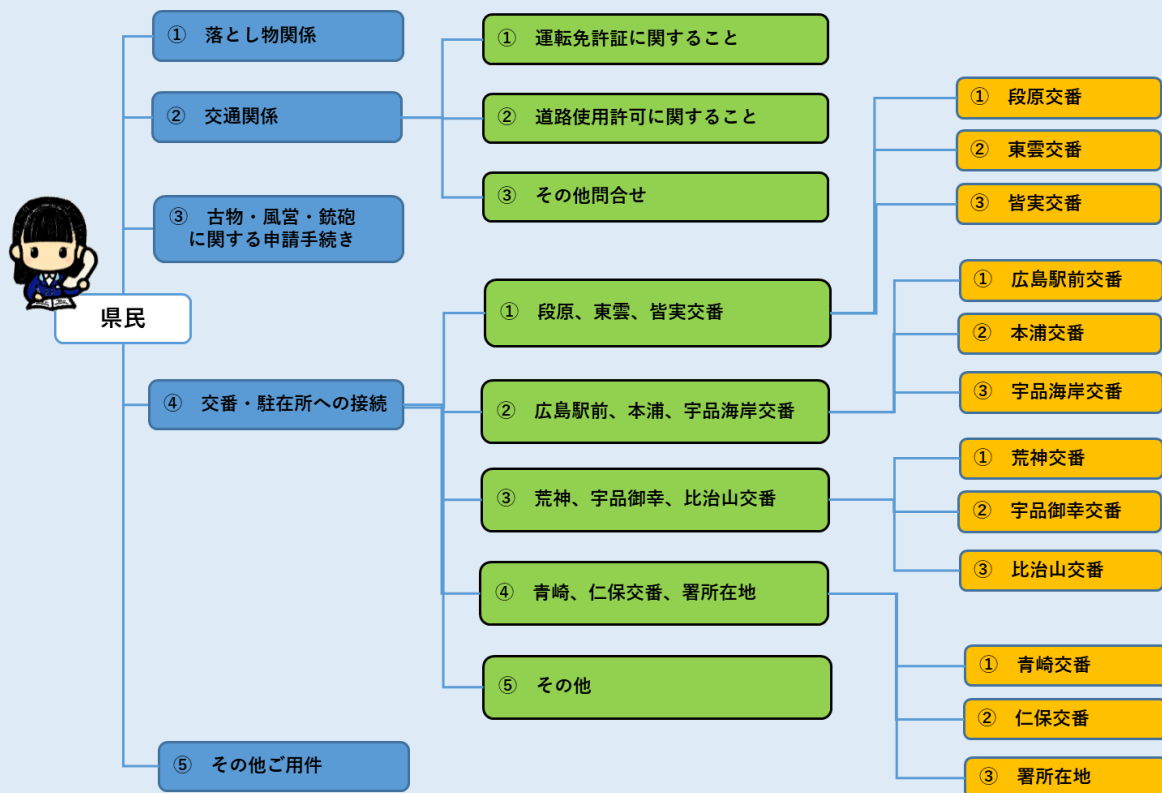 県民
① 落とし物関係
② 交通関係
③ 古物・風営・銃砲
に関する申請手続き
④ 交番・駐在所への接続
⑤ その他ご用件
① 運転免許証に関すること
② 道路使用許可に関すること
③ その他問合せ
① 段原、東雲、皆実交番
② 広島駅前、本浦、宇品海岸交番
③ 荒神、宇品御幸、比治山交番
④ 青崎、仁保交番、署所在地
⑤ その他
① 段原交番
② 東雲交番
③ 皆実交番
① 広島駅前交番
② 本浦交番
③ 宇品海岸交番
① 荒神交番
② 宇品御幸交番
③ 比治山交番
① 青崎交番
② 仁保交番
③ 署所在地